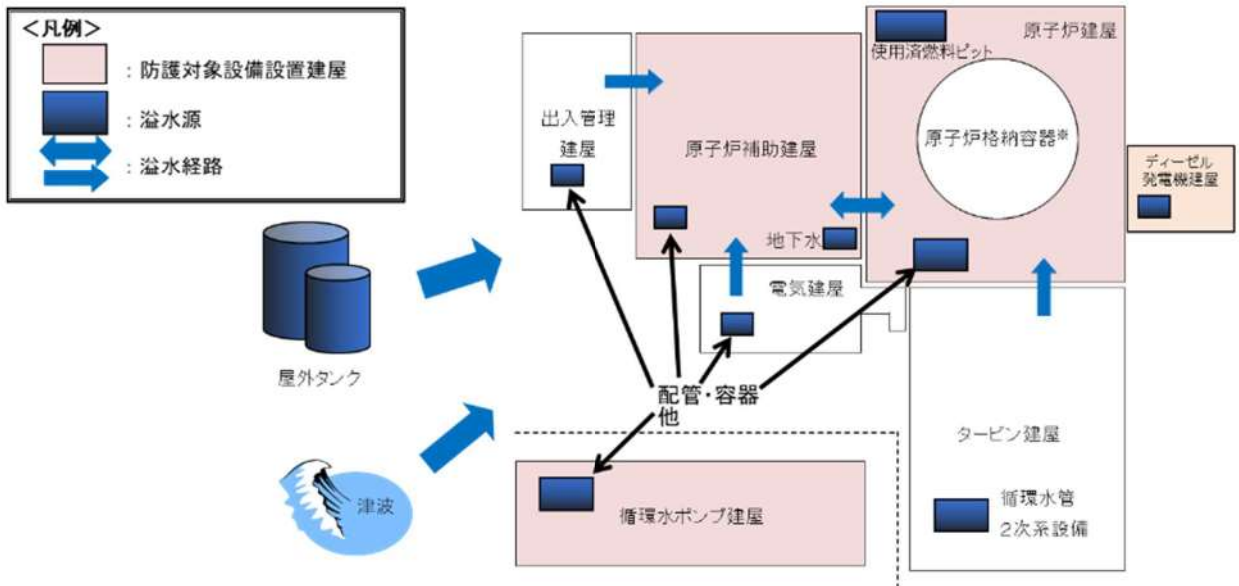 ＜凡例＞
：防護対象設備設置建屋
：溢水源
：溢水経路
出入管理
建屋
原子炉補助建屋
原子炉建屋
使用済燃料ピット
原子炉格納容器※
ディーゼル
発電機建屋
地下水
電気建屋
屋外タンク
配管・容器
他
タービン建屋
循環水管
2次系設備
津波
循環水ポンプ建屋